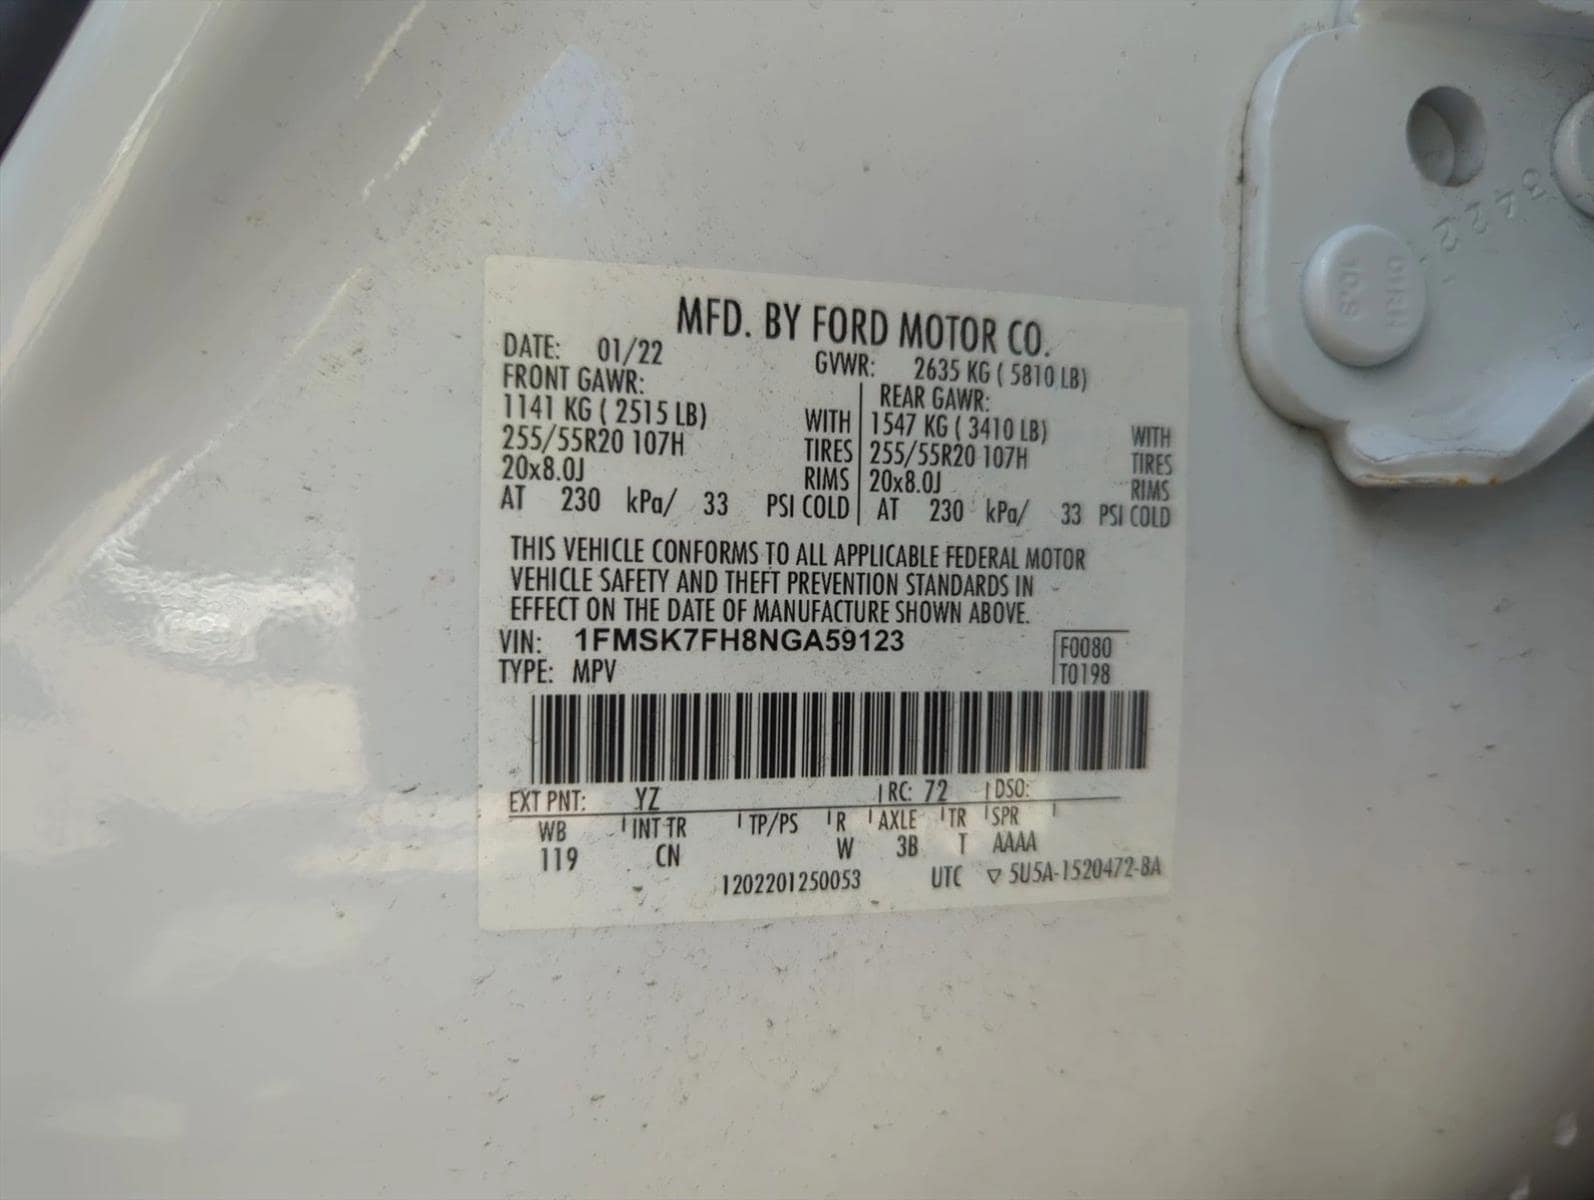 MFD. BY FORD MOTOR CO.
DATE: 01/22 GVWR: 2635 KG ( 5810 LB)
FRONT GAWR: REAR GAWR:
1141 KG ( 2515 LB) WITH 1547 KG ( 3410 LB) WITH
255/55R20 107H TIRES 255/55R20 107H TIRES
20x8.0J RIMS 20x8.0J RIMS
AT 230 kPa/ 33 PSI COLD AT 230 kPa/ 33 PSI COLD
THIS VEHICLE CONFORMS TO ALL APPLICABLE FEDERAL MOTOR
VEHICLE SAFETY AND THEFT PREVENTION STANDARDS IN
EFFECT ON THE DATE OF MANUFACTURE SHOWN ABOVE.
VIN: 1FMSK7FH8NGA59123 F0080
TYPE: MPV T0198
EXT PNT: YZ RC: 72 DSO:
WB INT TR TP/PS R AXLE TR SPR
119 CN W 3B T AAAA
1202201250053 UTC ▽ 5U5A-1520472-BA
3422
10.9